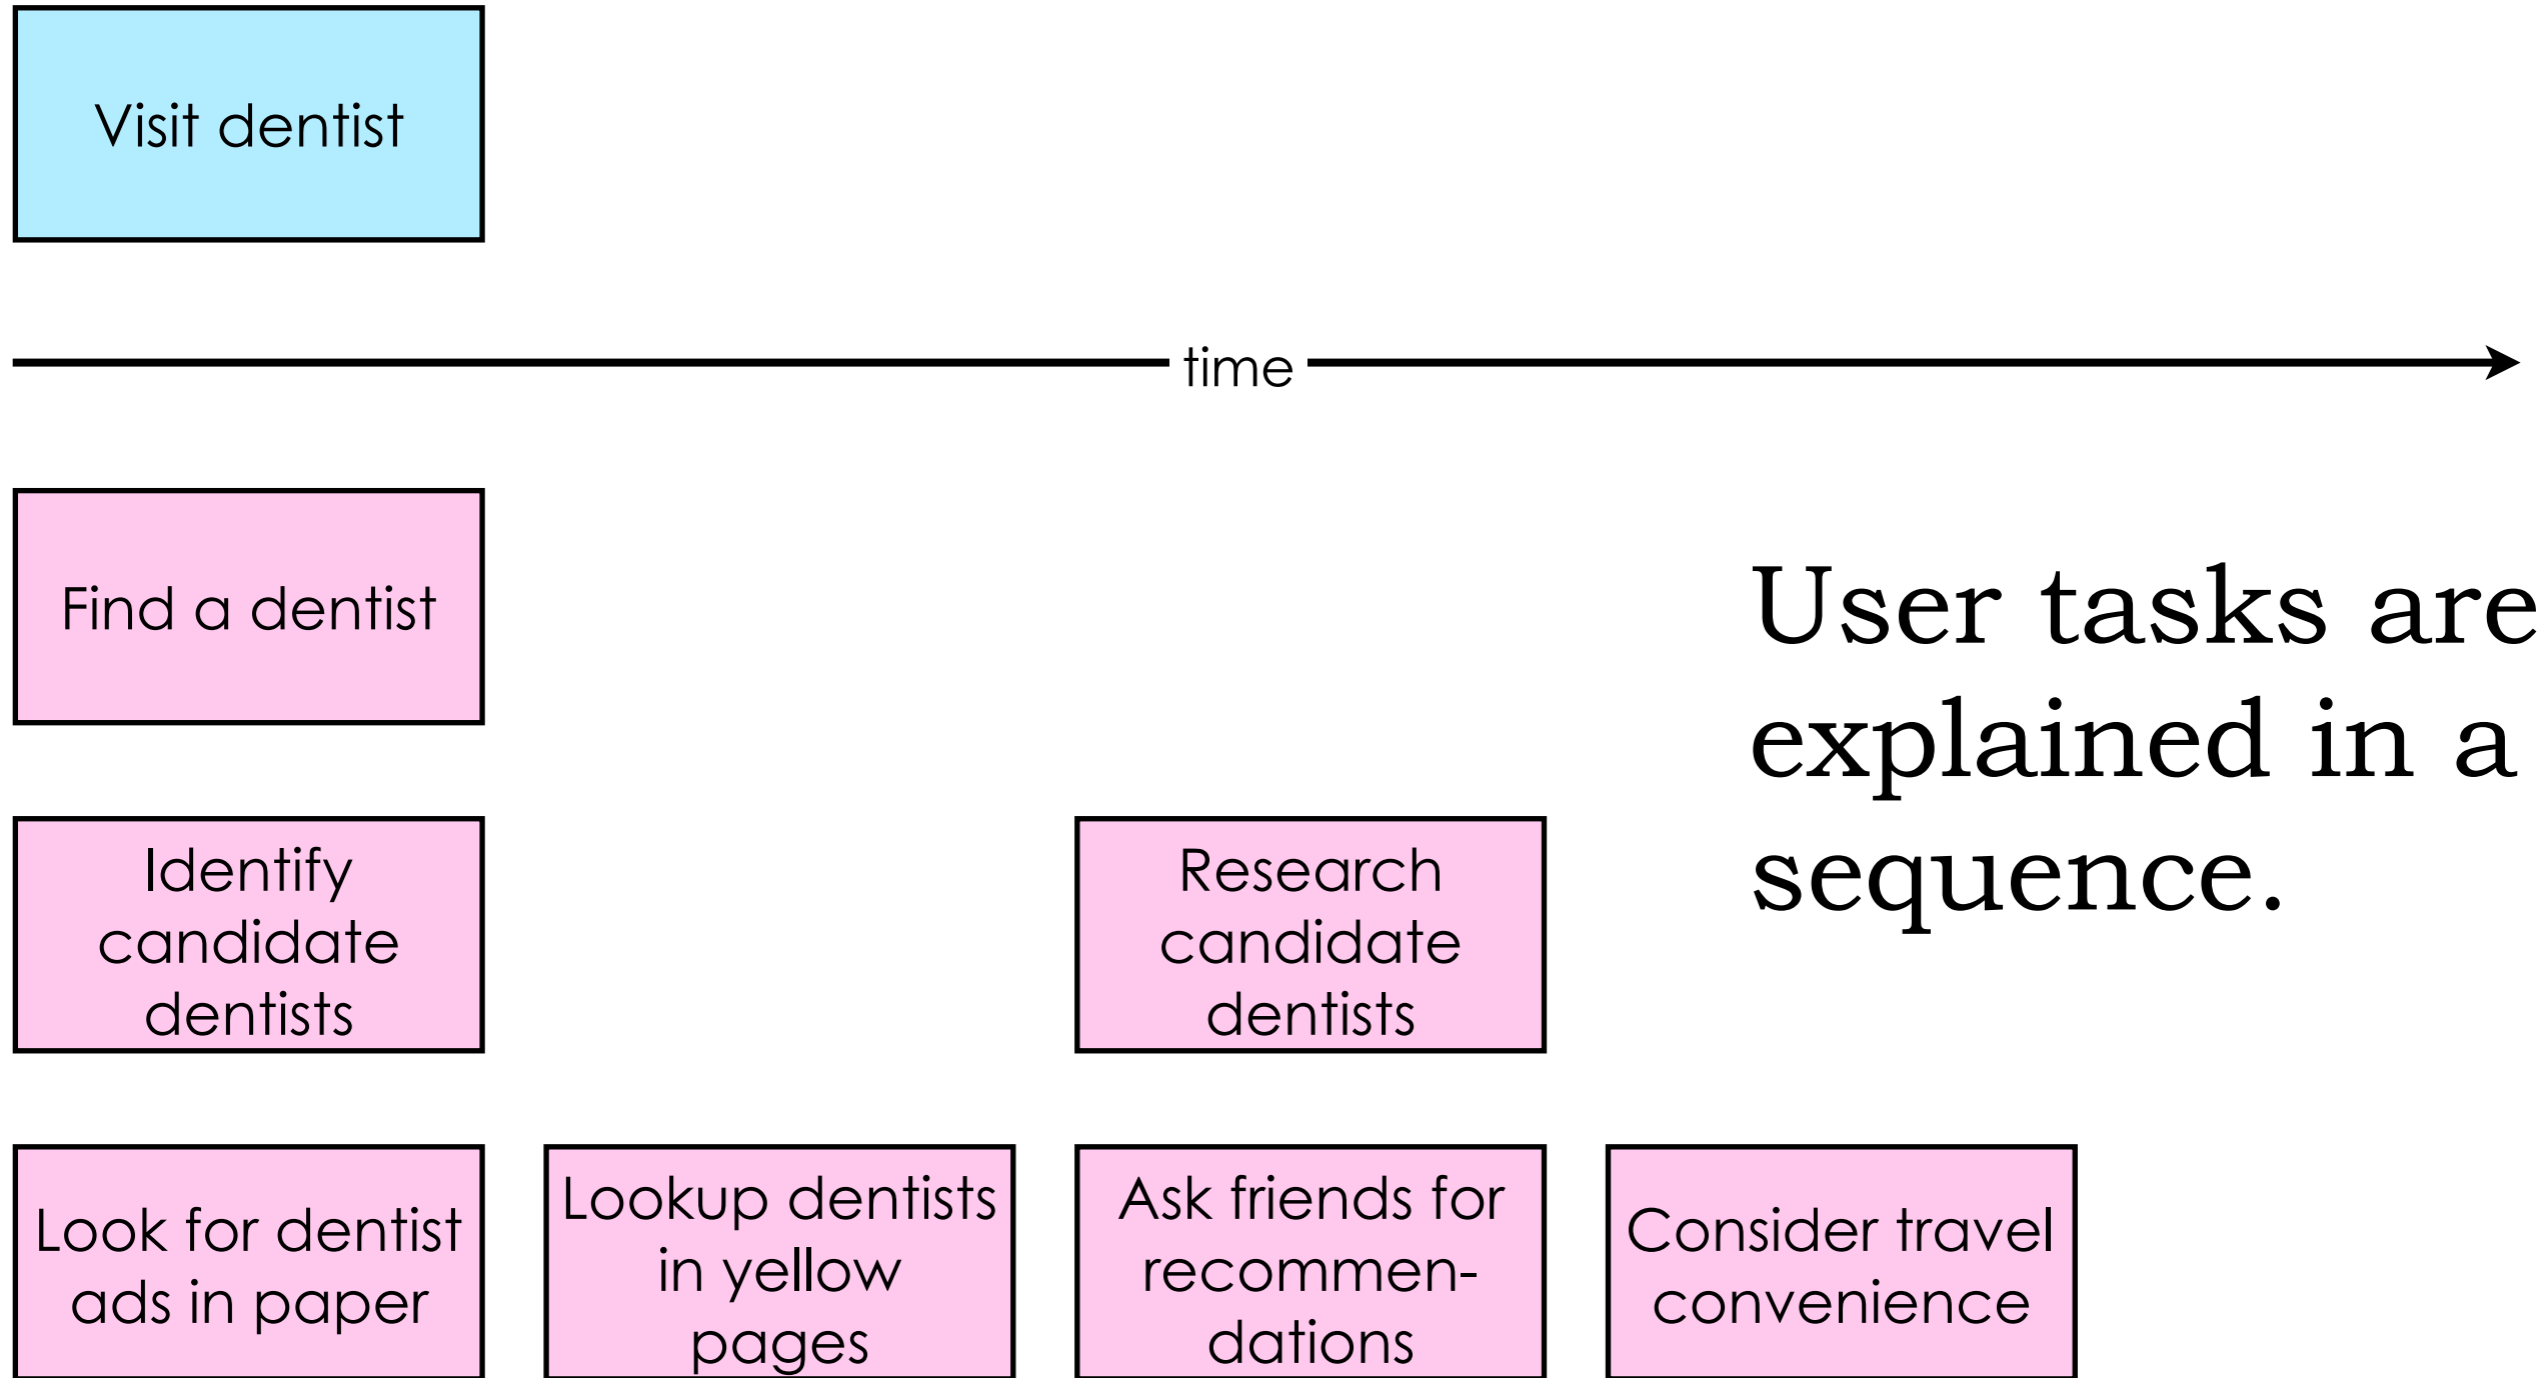 Visit dentist
time
Find a dentist
User tasks are
explained in a
sequence.
Identify
candidate
dentists
Research
candidate
dentists
Look for dentist
ads in paper
Lookup dentists
in yellow
pages
Ask friends for
recommen-
dations
Consider travel
convenience